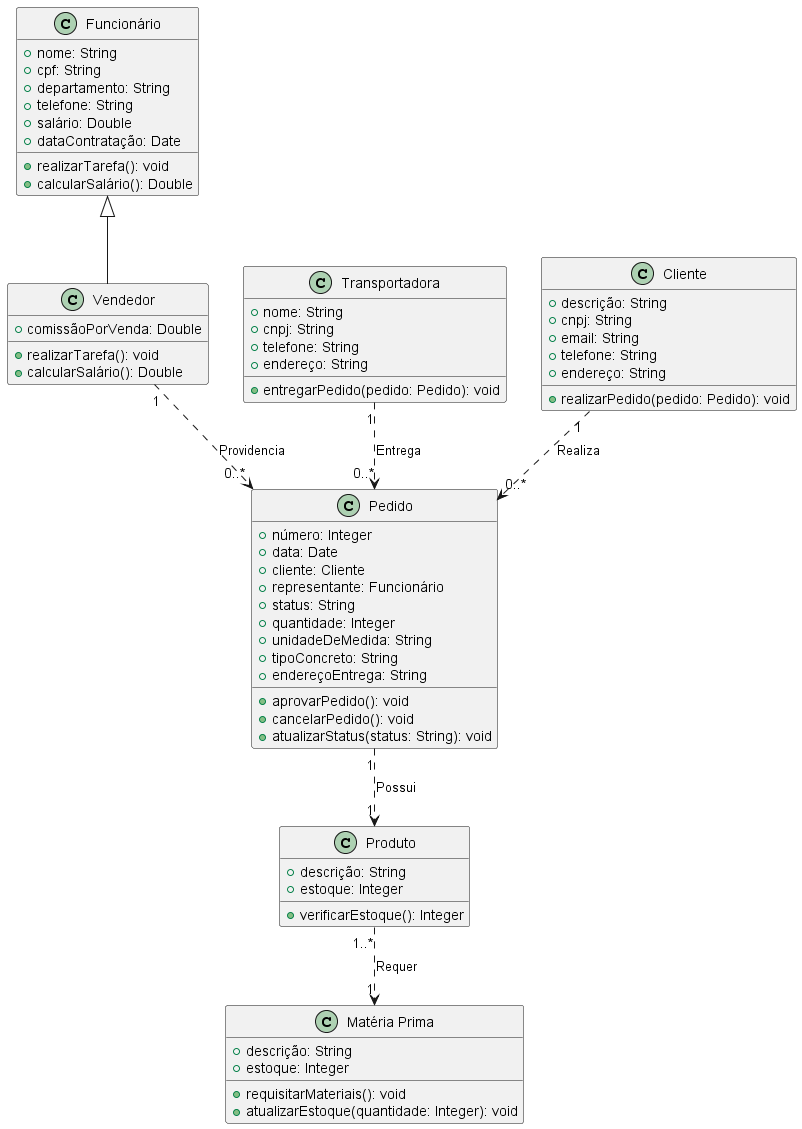 C Funcionário
nome: String
cpf: String
departamento: String
telefone: String
salário: Double
dataContratação: Date
realizarTarefa(): void
calcularSalário(): Double
C Vendedor
comissãoPorVenda: Double
realizarTarefa(): void
calcularSalário(): Double
C Transportadora
nome: String
cnpj: String
telefone: String
endereço: String
entregarPedido(pedido: Pedido): void
C Cliente
descrição: String
cnpj: String
email: String
telefone: String
endereço: String
realizarPedido(pedido: Pedido): void
1
Providencia
0..*
1
Entrega
0..*
1
Realiza
0..*
C Pedido
número: Integer
data: Date
cliente: Cliente
representante: Funcionário
status: String
quantidade: Integer
unidadeDeMedida: String
tipoConcreto: String
endereçoEntrega: String
aprovarPedido(): void
cancelarPedido(): void
atualizarStatus(status: String): void
1
Possui
1
C Produto
descrição: String
estoque: Integer
verificarEstoque(): Integer
1..*
Requer
1
C Matéria Prima
descrição: String
estoque: Integer
requisitarMateriais(): void
atualizarEstoque(quantidade: Integer): void